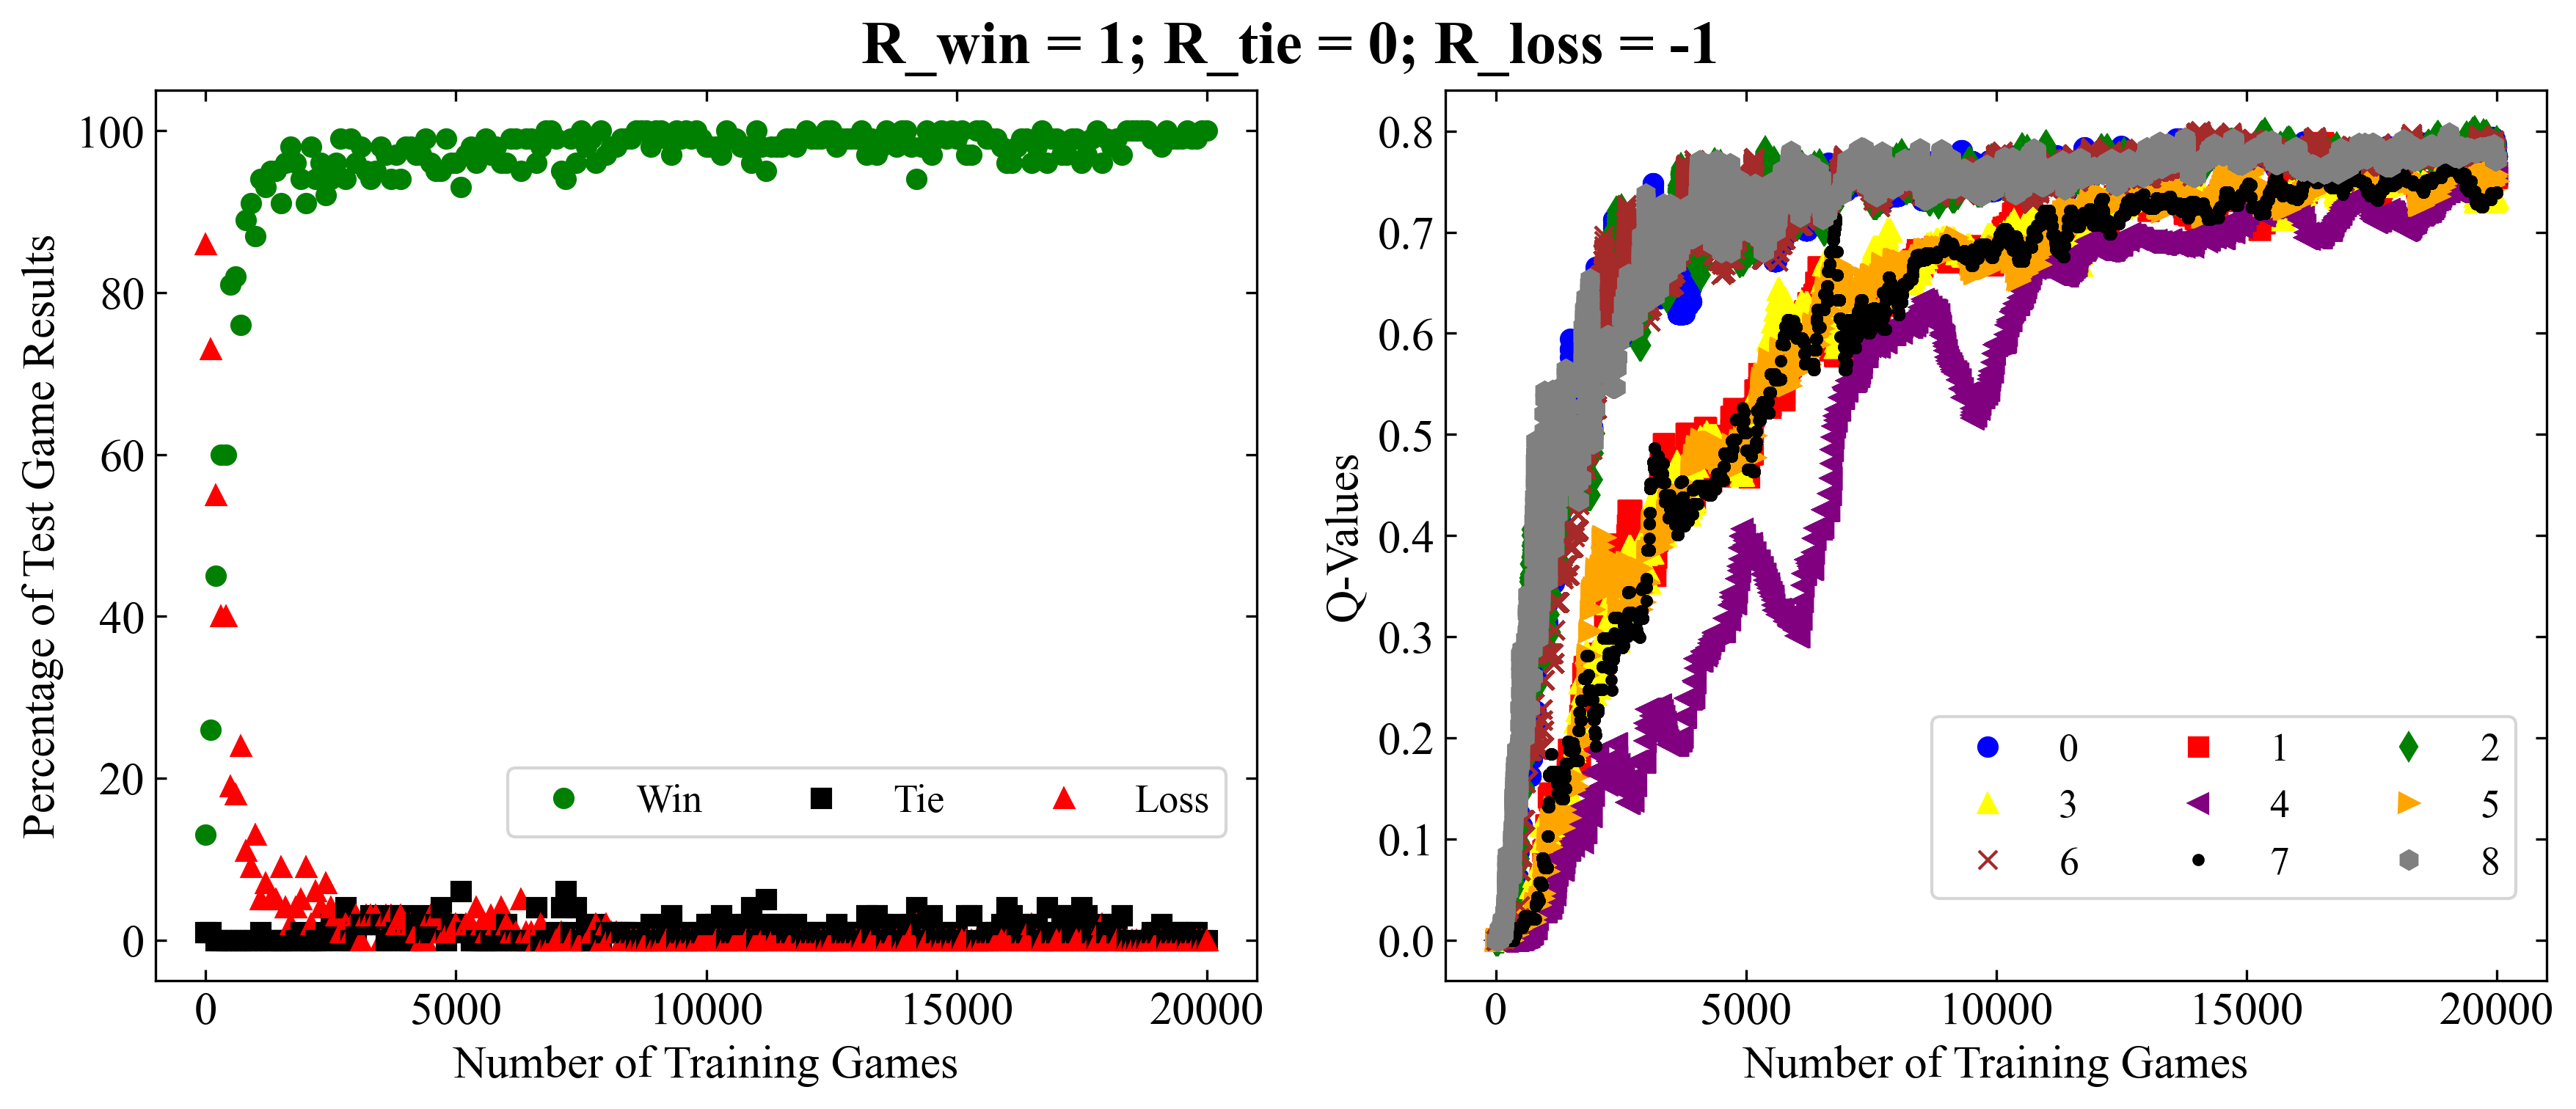 R_win = 1; R_tie = 0; R_loss = -1
Percentage of Test Game Results
100
80
60
40
20
0
Win Tie Loss
0 5000 10000 15000 20000
Number of Training Games
Q-Values
0.8
0.7
0.6
0.5
0.4
0.3
0.2
0.1
0.0
0 1 2
3 4 5
6 7 8
0 5000 10000 15000 20000
Number of Training Games